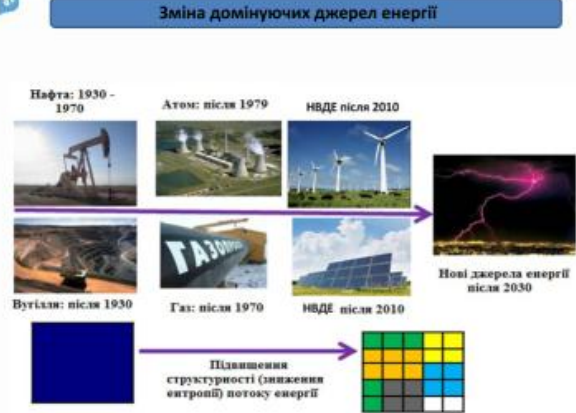 Зміна домінуючих джерел енергії
Нафта: 1930 -
1970
Атом: після 1979
НВДЕ після 2010
ГАЗОПРО
Вугілля: після 1930
Газ: після 1970
НВДЕ після 2010
Нові джерела енергії
після 2030
Підвищення
структурності (зниження
ентропії) потоку енергії